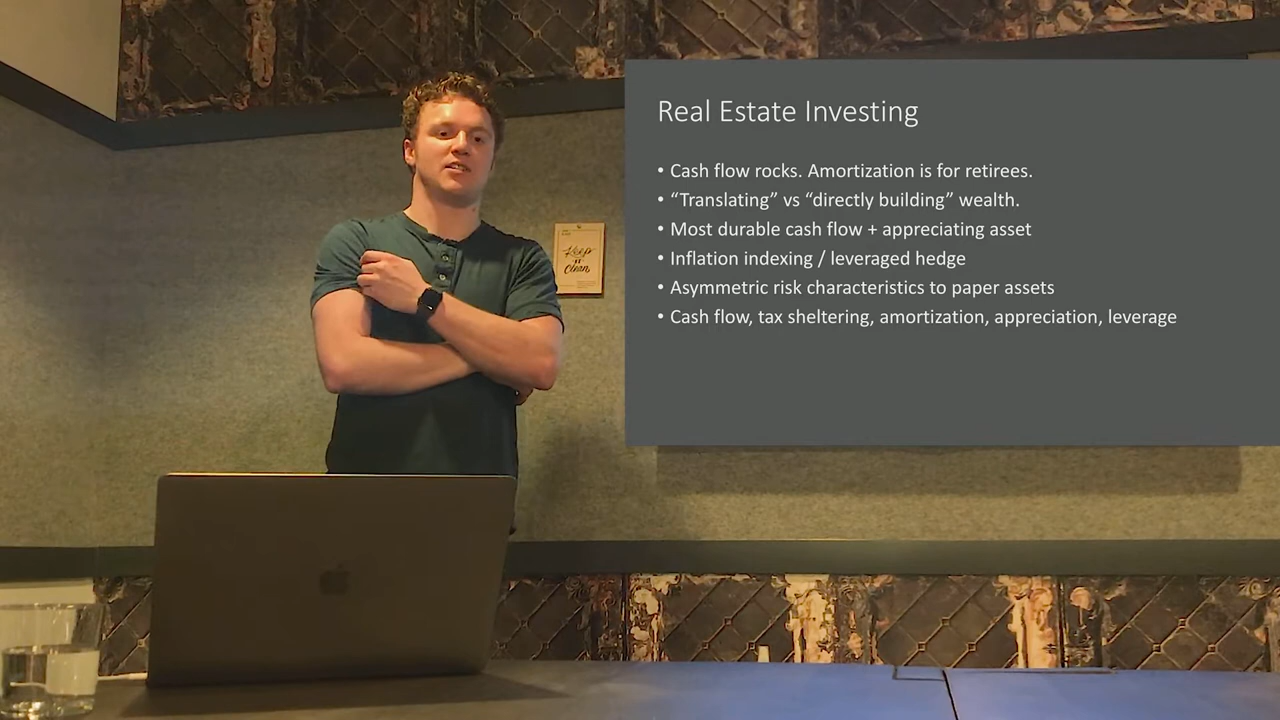 Real Estate Investing
• Cash flow rocks. Amortization is for retirees.
• “Translating” vs “directly building” wealth.
• Most durable cash flow + appreciating asset
• Inflation indexing / leveraged hedge
• Asymmetric risk characteristics to paper assets
• Cash flow, tax sheltering, amortization, appreciation, leverage
Keep
IT
Clean